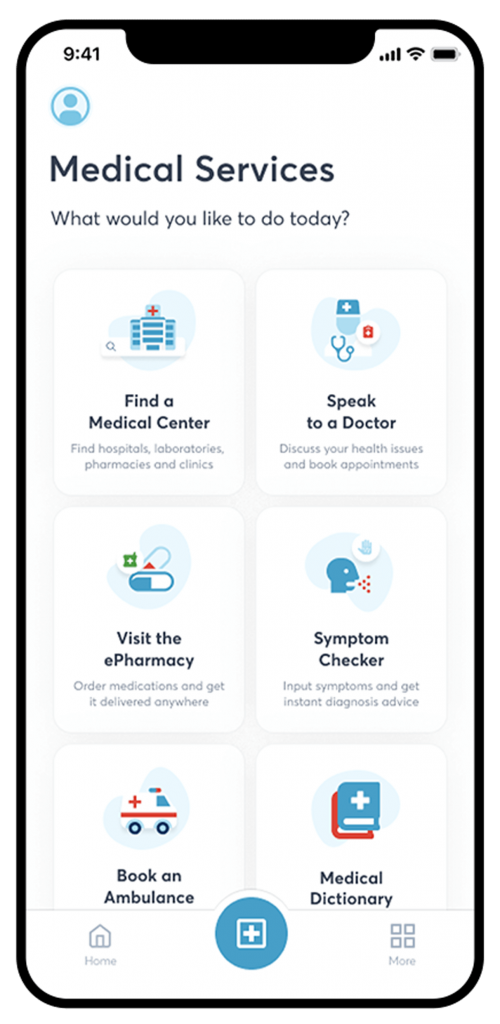 9:41
Medical Services
What would you like to do today?
Find a
Medical Center
Find hospitals, laboratories,
pharmacies and clinics
Speak
to a Doctor
Discuss your health issues
and book appointments
Visit the
ePharmacy
Order medications and get
it delivered anywhere
Symptom
Checker
Input symptoms and get
instant diagnosis advice
Book an
Ambulance
Medical
Dictionary
Home
More